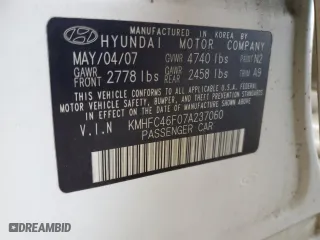 MANUFACTURED IN KOREA BY
HYUNDAI MOTOR COMPANY
MAY/04/07 GVWR 4740 lbs PAINT N2
GAWR FRONT 2778 lbs GAWR REAR 2458 lbs TRIM A9
THIS VEHICLE CONFORMS TO ALL APPLICABLE
FEDERAL MOTOR VEHICLE SAFETY
BUMPER, AND THEFT PREVENTION STANDARDS
IN EFFECT ON THE DATE OF
MANUFACTURE SHOWN ABOVE.
V.I.N KMHFC46F07A237060
PASSENGER CAR
DREAMBID
DREAMBID